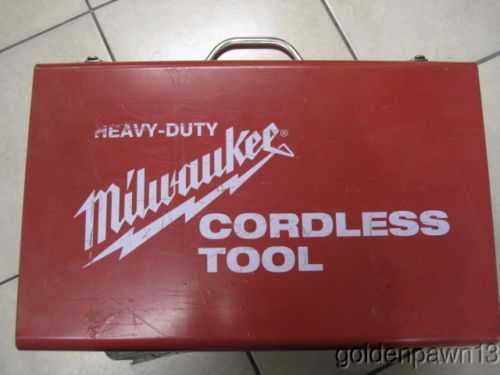 HEAVY-DUTY
Milwaukee®
CORDLESS
TOOL
goldenpawn13